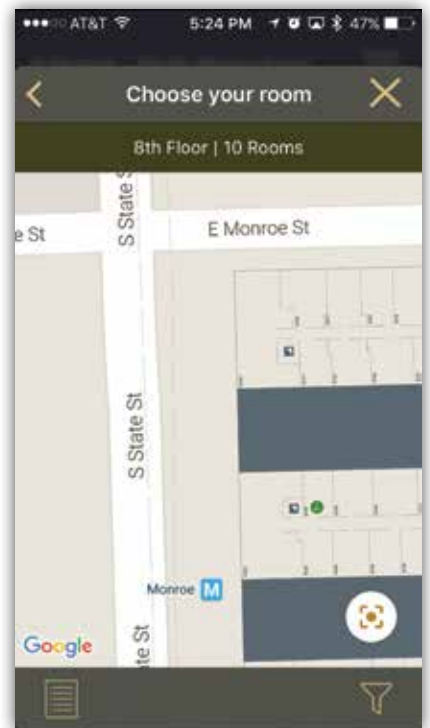 AT&T 5:24 PM 47%
Choose your room
8th Floor | 10 Rooms
S State St
e St
E Monroe St
S State St
Monroe M
Google
te St